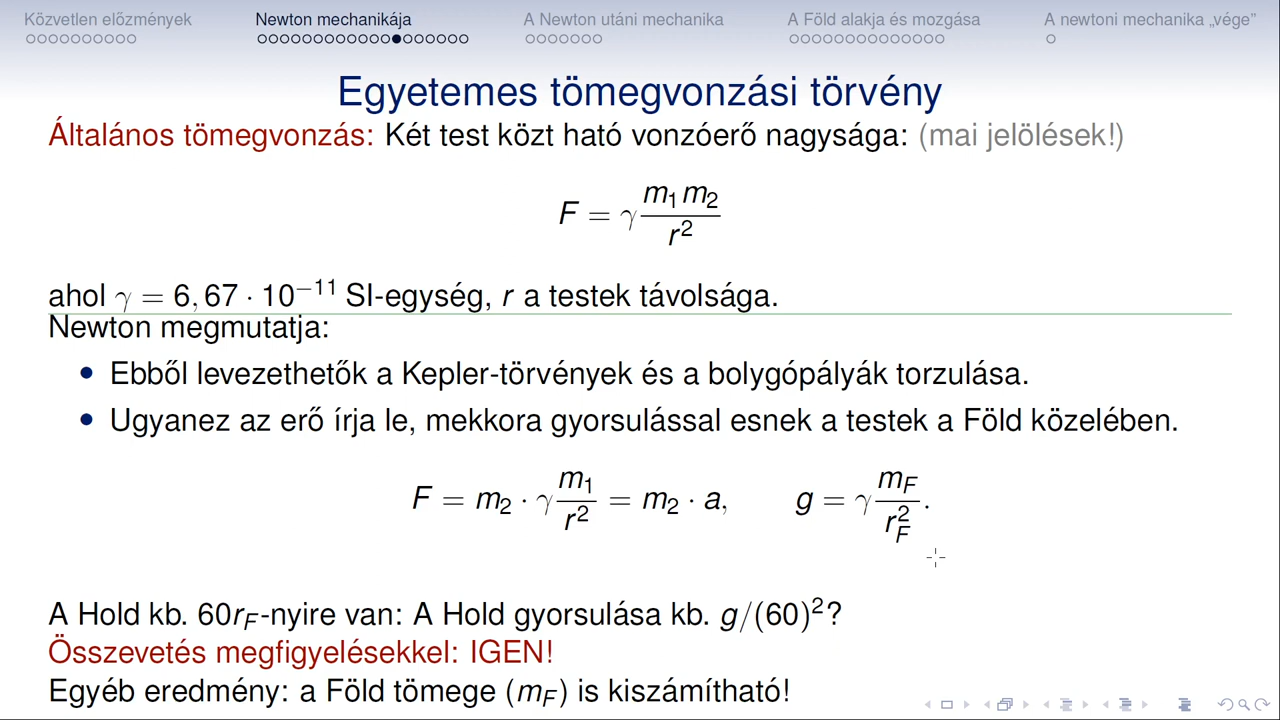 Közvetlen előzmények Newton mechanikája A Newton utáni mechanika A Föld alakja és mozgása A newtoni mechanika „vége”
Egyetemes tömegvonzási törvény
Általános tömegvonzás: Két test közt ható vonzóerő nagysága: (mai jelölések!)
F = γ m₁m₂ / r²
ahol γ = 6,67 · 10⁻¹¹ SI-egység, r a testek távolsága.
Newton megmutatja:
• Ebből levezethetők a Kepler-törvények és a bolygópályák torzulása.
• Ugyanez az erő írja le, mekkora gyorsulással esnek a testek a Föld közelében.
F = m₂ · γ m₁ / r² = m₂ · a, g = γ m_F / r_F².
A Hold kb. 60r_F-nyire van: A Hold gyorsulása kb. g/(60)²?
Összevetés megfigyelésekkel: IGEN!
Egyéb eredmény: a Föld tömege (m_F) is kiszámítható!